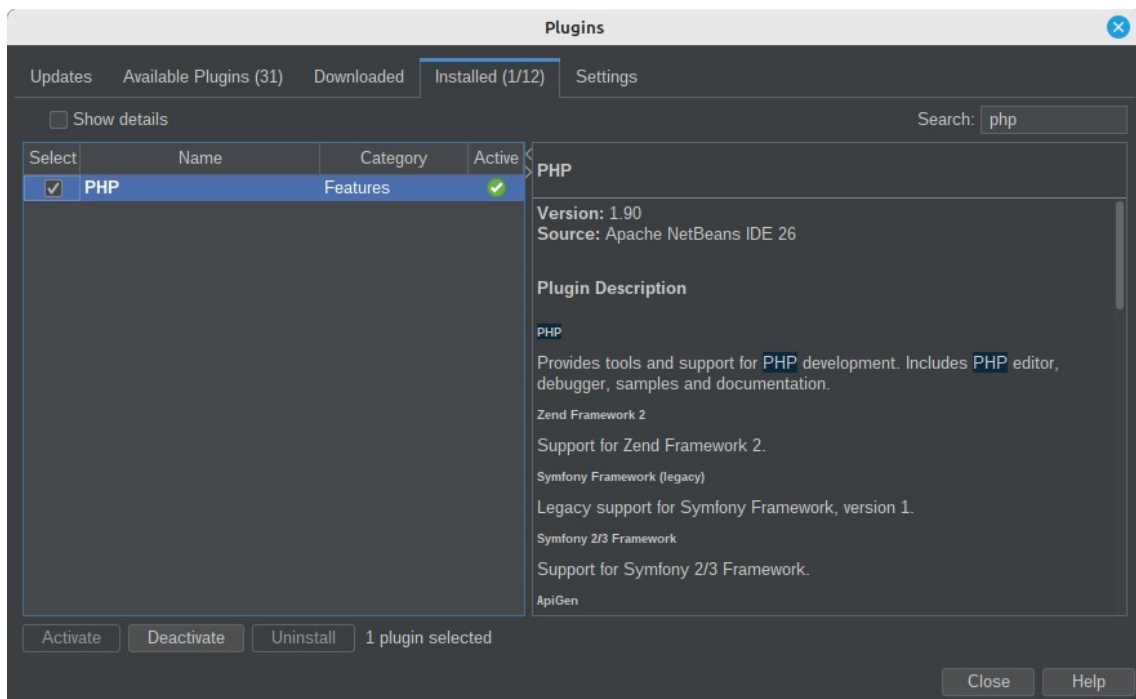 Plugins
Updates
Available Plugins (31)
Downloaded
Installed (1/12)
Settings
Show details
Search: php
Select Name Category Active
PHP Features
PHP
Version: 1.90
Source: Apache NetBeans IDE 26
Plugin Description
PHP
Provides tools and support for PHP development. Includes PHP editor,
debugger, samples and documentation.
Zend Framework 2
Support for Zend Framework 2.
Symfony Framework (legacy)
Legacy support for Symfony Framework, version 1.
Symfony 2/3 Framework
Support for Symfony 2/3 Framework.
ApiGen
Activate
Deactivate
Uninstall
1 plugin selected
Close
Help